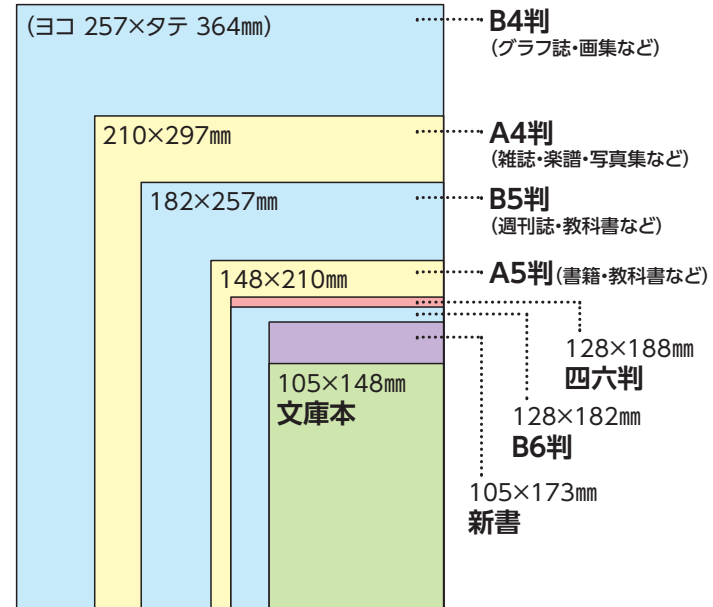 (ヨコ 257×タテ 364㎜)
B4判
(グラフ誌・画集など)
210×297㎜
A4判
(雑誌・楽譜・写真集など)
182×257㎜
B5判
(週刊誌・教科書など)
148×210㎜
A5判(書籍・教科書など)
128×188㎜
四六判
105×148㎜
文庫本
128×182㎜
B6判
105×173㎜
新書